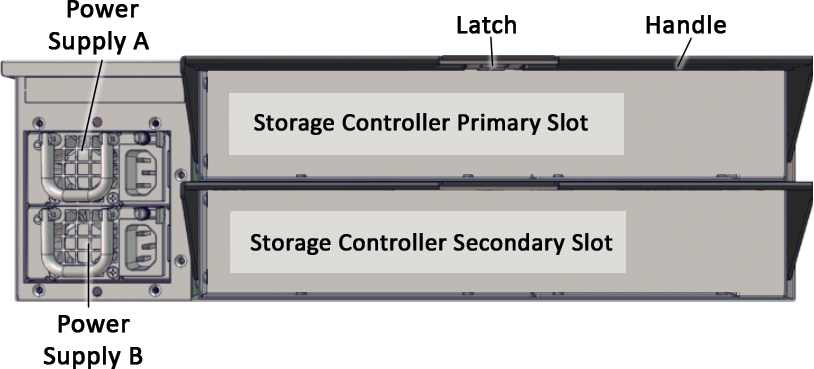 Power
Supply A
Latch
Handle
Storage Controller Primary Slot
Storage Controller Secondary Slot
Power
Supply B